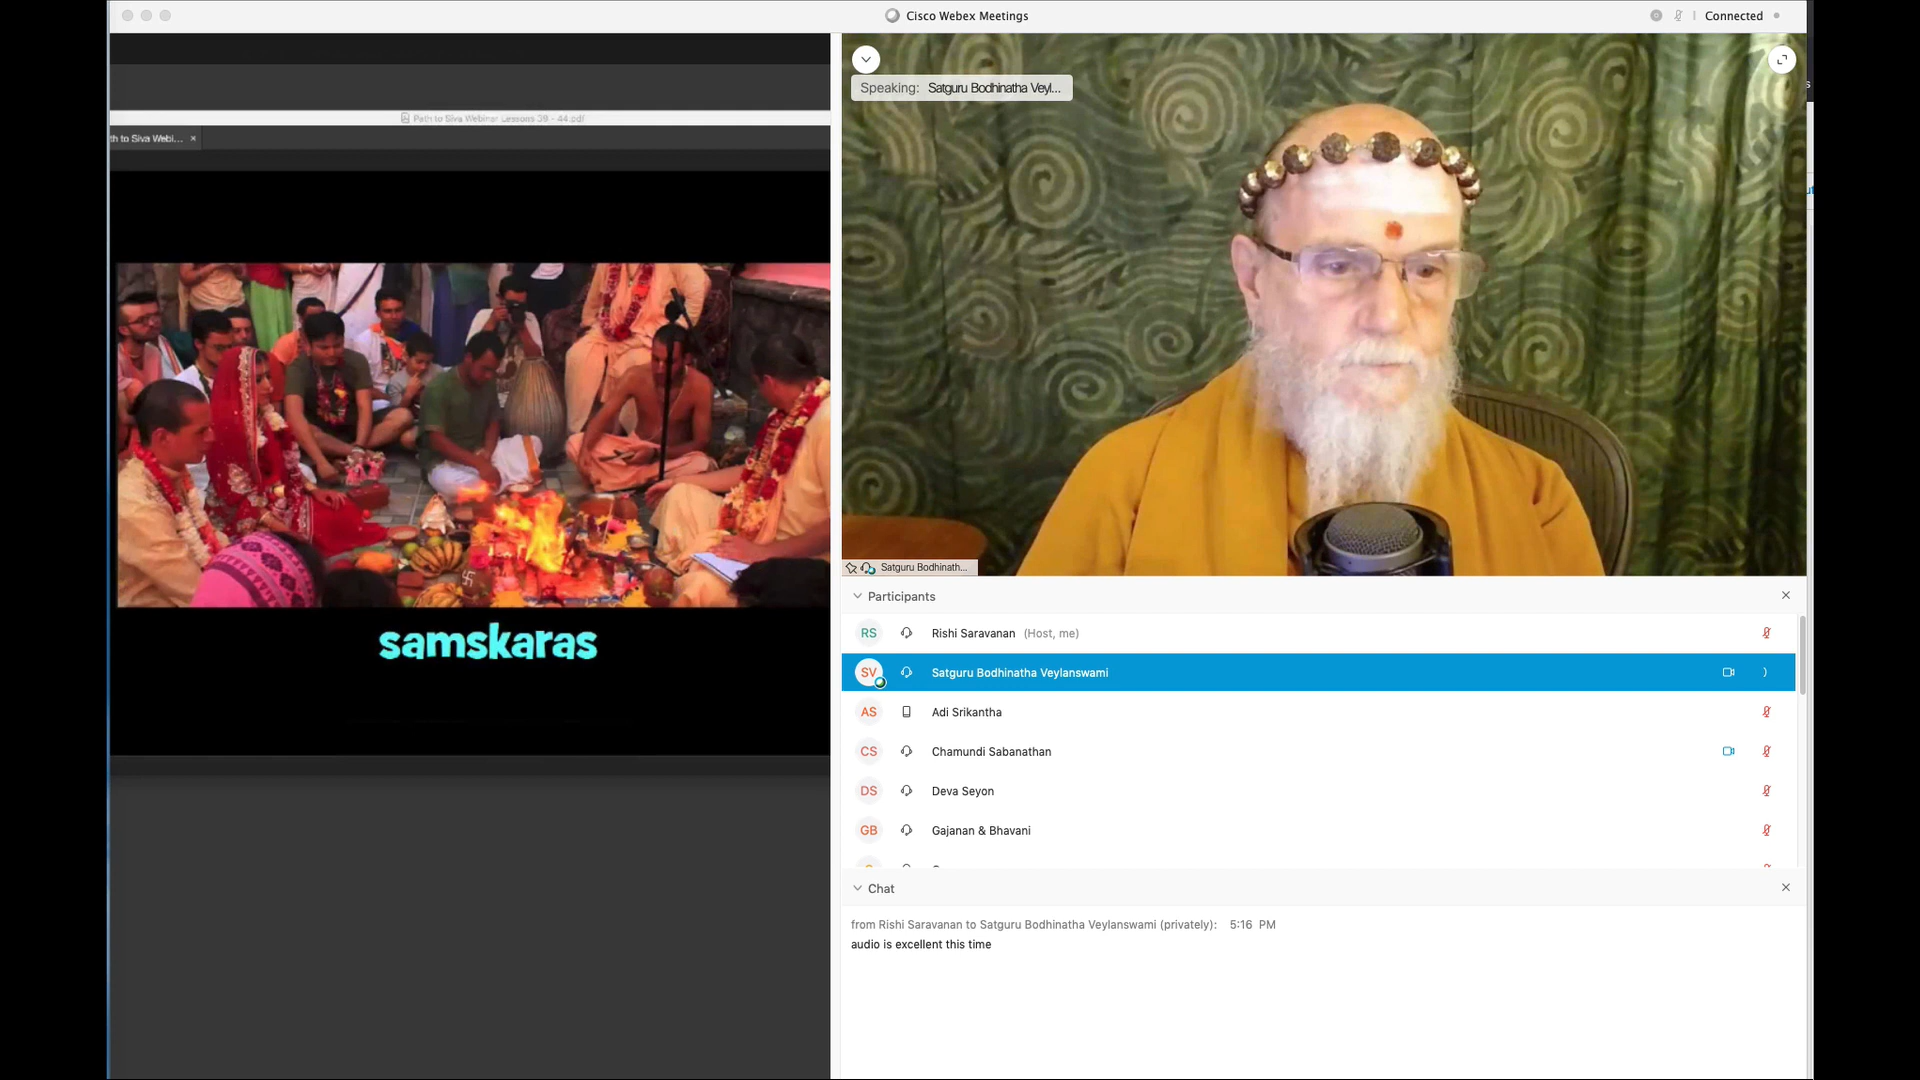 Cisco Webex Meetings
Connected
Path to Siva Webinar Lessons 39 - 44.pdf
th to Siva Webi... ×
samskaras
Speaking: Satguru Bodhinatha Veyl...
Satguru Bodhinath...
Participants
RS Rishi Saravanan (Host, me)
SV Satguru Bodhinatha Veylanswami
AS Adi Srikantha
CS Chamundi Sabanathan
DS Deva Seyon
GB Gajanan & Bhavani
Chat
from Rishi Saravanan to Satguru Bodhinatha Veylanswami (privately): 5:16 PM
audio is excellent this time